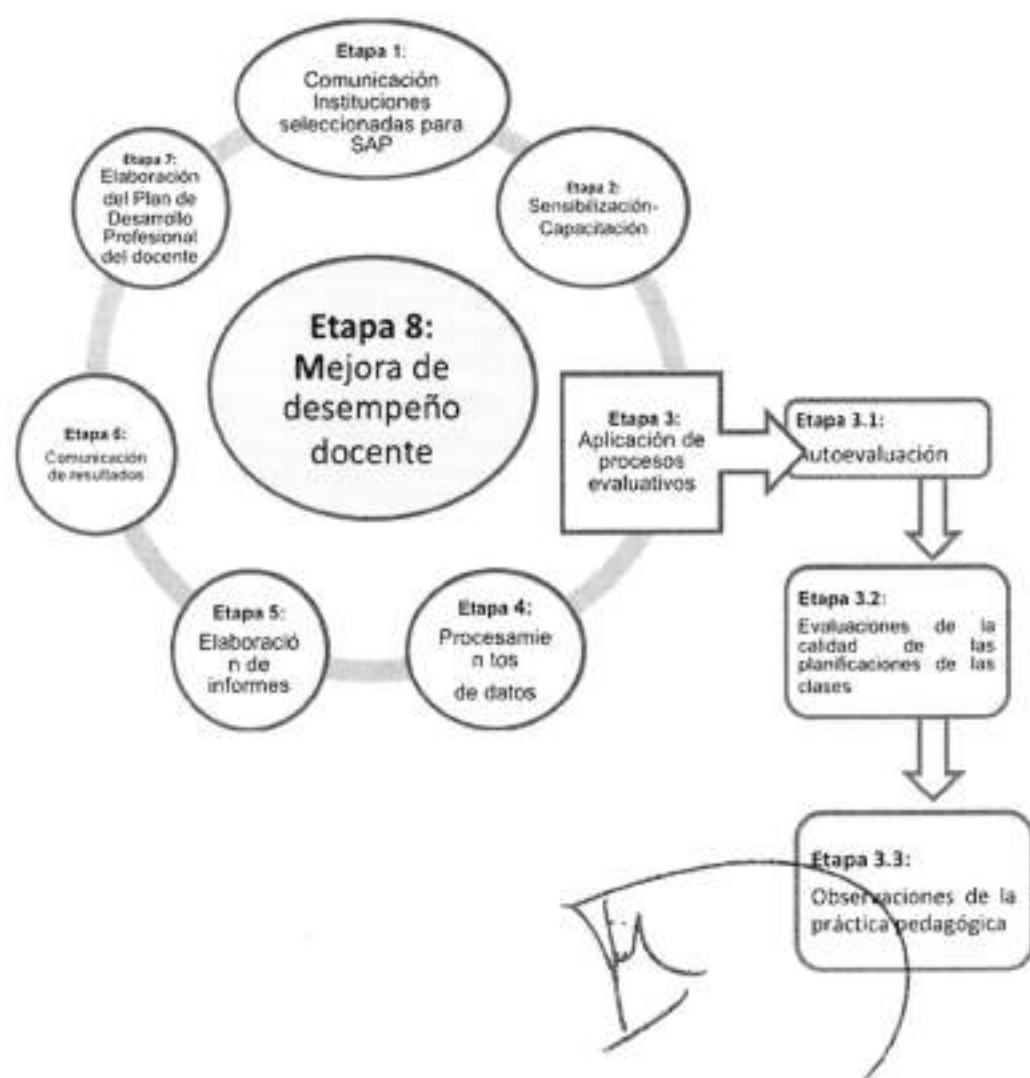 Etapa 1:
Comunicación
Instituciones
seleccionadas para
SAP
Etapa 2:
Sensibilización-
Capacitación
Etapa 3:
Aplicación de
procesos
evaluativos
Etapa 3.1:
Autoevaluación
Etapa 3.2:
Evaluaciones de la
calidad de las
planificaciones de las
clases
Etapa 3.3:
Observaciones de la
práctica pedagógica
Etapa 4:
Procesamie
n tos
de datos
Etapa 5:
Elaboració
n de
informes
Etapa 6:
Comunicación
de resultados
Etapa 7:
Elaboración
del Plan de
Desarrollo
Profesional
del docente
Etapa 8:
Mejora de
desempeño
docente